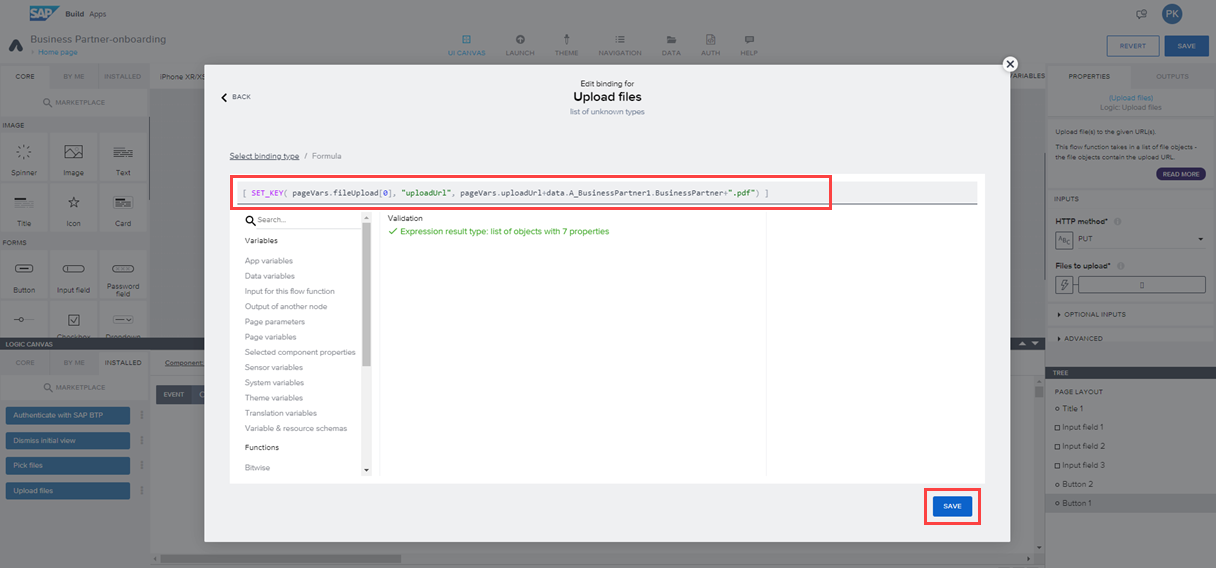 SAP Build Apps
PK
Business Partner-onboarding
Home page
UI CANVAS LAUNCH THEME NAVIGATION DATA AUTH HELP
REVERT SAVE
CORE BY ME INSTALLED
iPhone XR/XS
VARIABLES
PROPERTIES OUTPUTS
MARKETPLACE
(Upload files)
Logic: Upload files
IMAGE
Spinner Image Text
Title Icon Card
FORMS
Button Input field Password field
Checkbox Dropdown
Upload file(s) to the given URL(s).
This flow function takes in a list of file objects -
the file objects contain the upload URL.
READ MORE
INPUTS
HTTP method*
ABC PUT
Files to upload*
OPTIONAL INPUTS
ADVANCED
BACK
Edit binding for
Upload files
list of unknown types
Select binding type / Formula
[ SET_KEY( pageVars.fileUpload[0], "uploadUrl", pageVars.uploadUrl+data.A_BusinessPartner1.BusinessPartner+".pdf") ]
Search...
Variables
App variables
Data variables
Input for this flow function
Output of another node
Page parameters
Page variables
Selected component properties
Sensor variables
System variables
Theme variables
Translation variables
Variable & resource schemas
Functions
Bitwise
Validation
Expression result type: list of objects with 7 properties
SAVE
LOGIC CANVAS
CORE BY ME INSTALLED
Component:
MARKETPLACE
EVENT
Authenticate with SAP BTP
Dismiss initial view
Pick files
Upload files
TREE
PAGE LAYOUT
Title 1
Input field 1
Input field 2
Input field 3
Button 2
Button 1